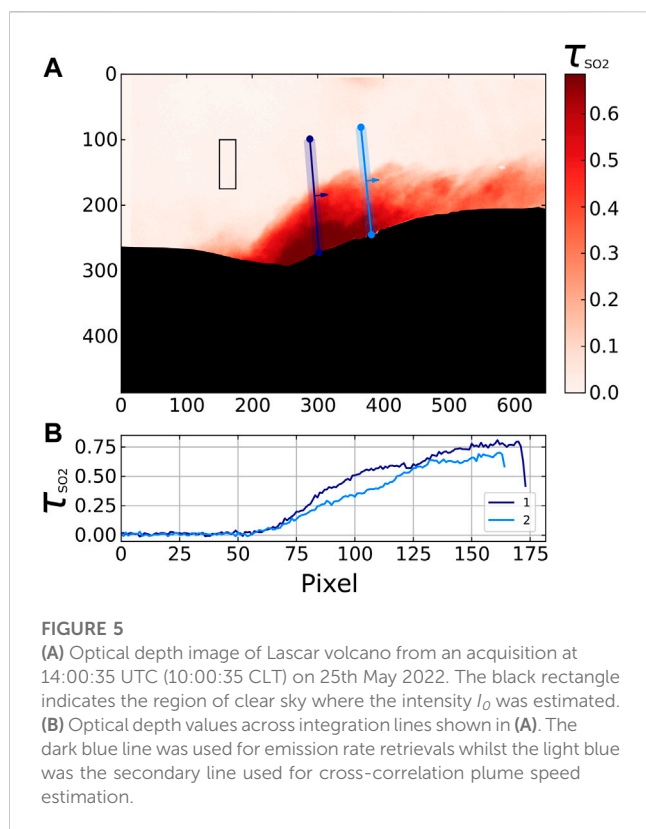 A
τSO2
0
100
200
300
400
0 100 200 300 400 500 600
0.6
0.5
0.4
0.3
0.2
0.1
0.0
B
τSO2
0.75
0.50
0.25
0.00
1
2
0 25 50 75 100 125 150 175
Pixel
FIGURE 5
(A) Optical depth image of Lascar volcano from an acquisition at
14:00:35 UTC (10:00:35 CLT) on 25th May 2022. The black rectangle
indicates the region of clear sky where the intensity I0 was estimated.
(B) Optical depth values across integration lines shown in (A). The
dark blue line was used for emission rate retrievals whilst the light blue
was the secondary line used for cross-correlation plume speed
estimation.